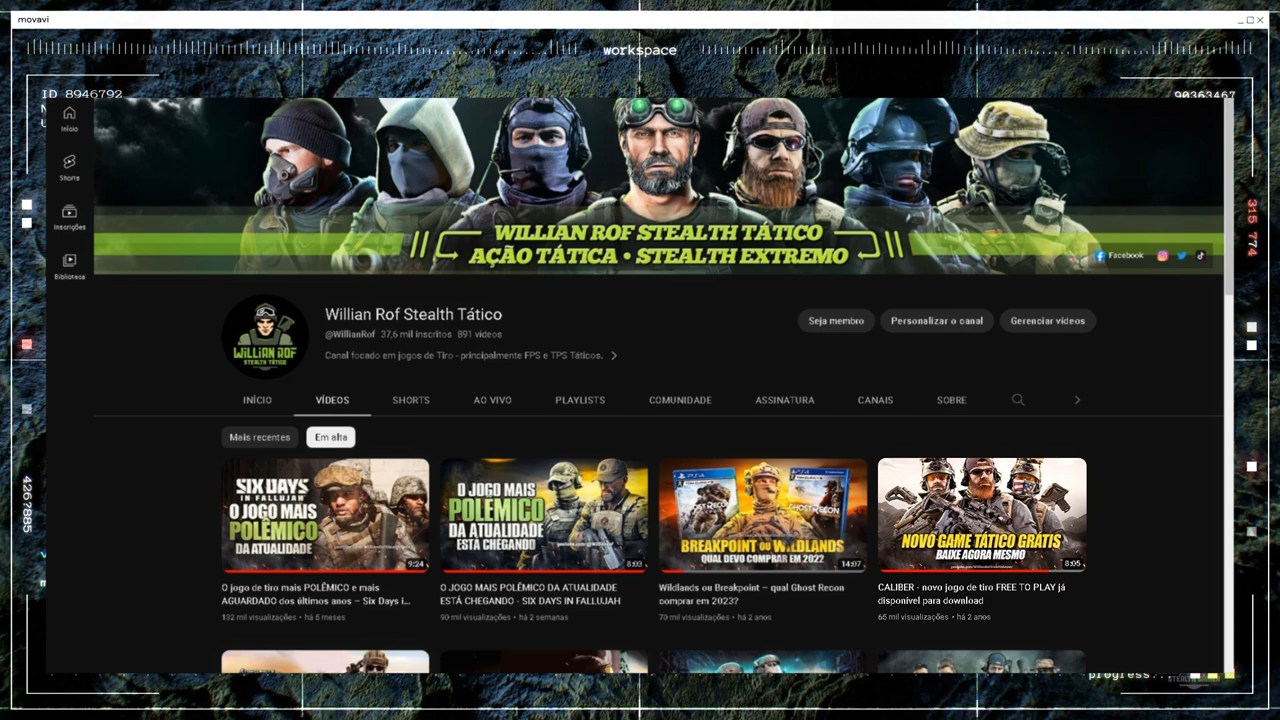 movavi
workspace
ID 8946792
90363467
Início
Shorts
Inscrições
Biblioteca
WILLIAN ROF STEALTH TÁTICO
AÇÃO TÁTICA • STEALTH EXTREMO
Facebook
315 774
WILLIAN ROF
STEALTH TÁTICO
Willian Rof Stealth Tático
@WillianRof 37,6 mil inscritos 891 vídeos
Canal focado em jogos de Tiro - principalmente FPS e TPS Táticos.
Seja membro
Personalizar o canal
Gerenciar vídeos
INÍCIO
VÍDEOS
SHORTS
AO VIVO
PLAYLISTS
COMUNIDADE
ASSINATURA
CANAIS
SOBRE
Mais recentes
Em alta
SIX DAYS
IN FALLUJAH
O JOGO MAIS
POLÊMICO
DA ATUALIDADE
9:24
O JOGO MAIS
POLÊMICO
DA ATUALIDADE
ESTÁ CHEGANDO
8:03
PS4
PS4
GHOST RECON
BREAKPOINT OU WILDLANDS
QUAL DEVO COMPRAR EM 2022
14:07
NOVO GAME TÁTICO GRÁTIS
BAIXE AGORA MESMO
8:05
O jogo de tiro mais POLÊMICO e mais
AGUARDADO dos últimos anos – Six Days i...
132 mil visualizações • há 6 meses
O JOGO MAIS POLÊMICO DA ATUALIDADE
ESTÁ CHEGANDO - SIX DAYS IN FALLUJAH
90 mil visualizações • há 2 semanas
Wildlands ou Breakpoint – qual Ghost Recon
comprar em 2023?
70 mil visualizações • há 2 anos
CALIBER - novo jogo de tiro FREE TO PLAY já
disponível para download
65 mil visualizações • há 2 anos
progress..